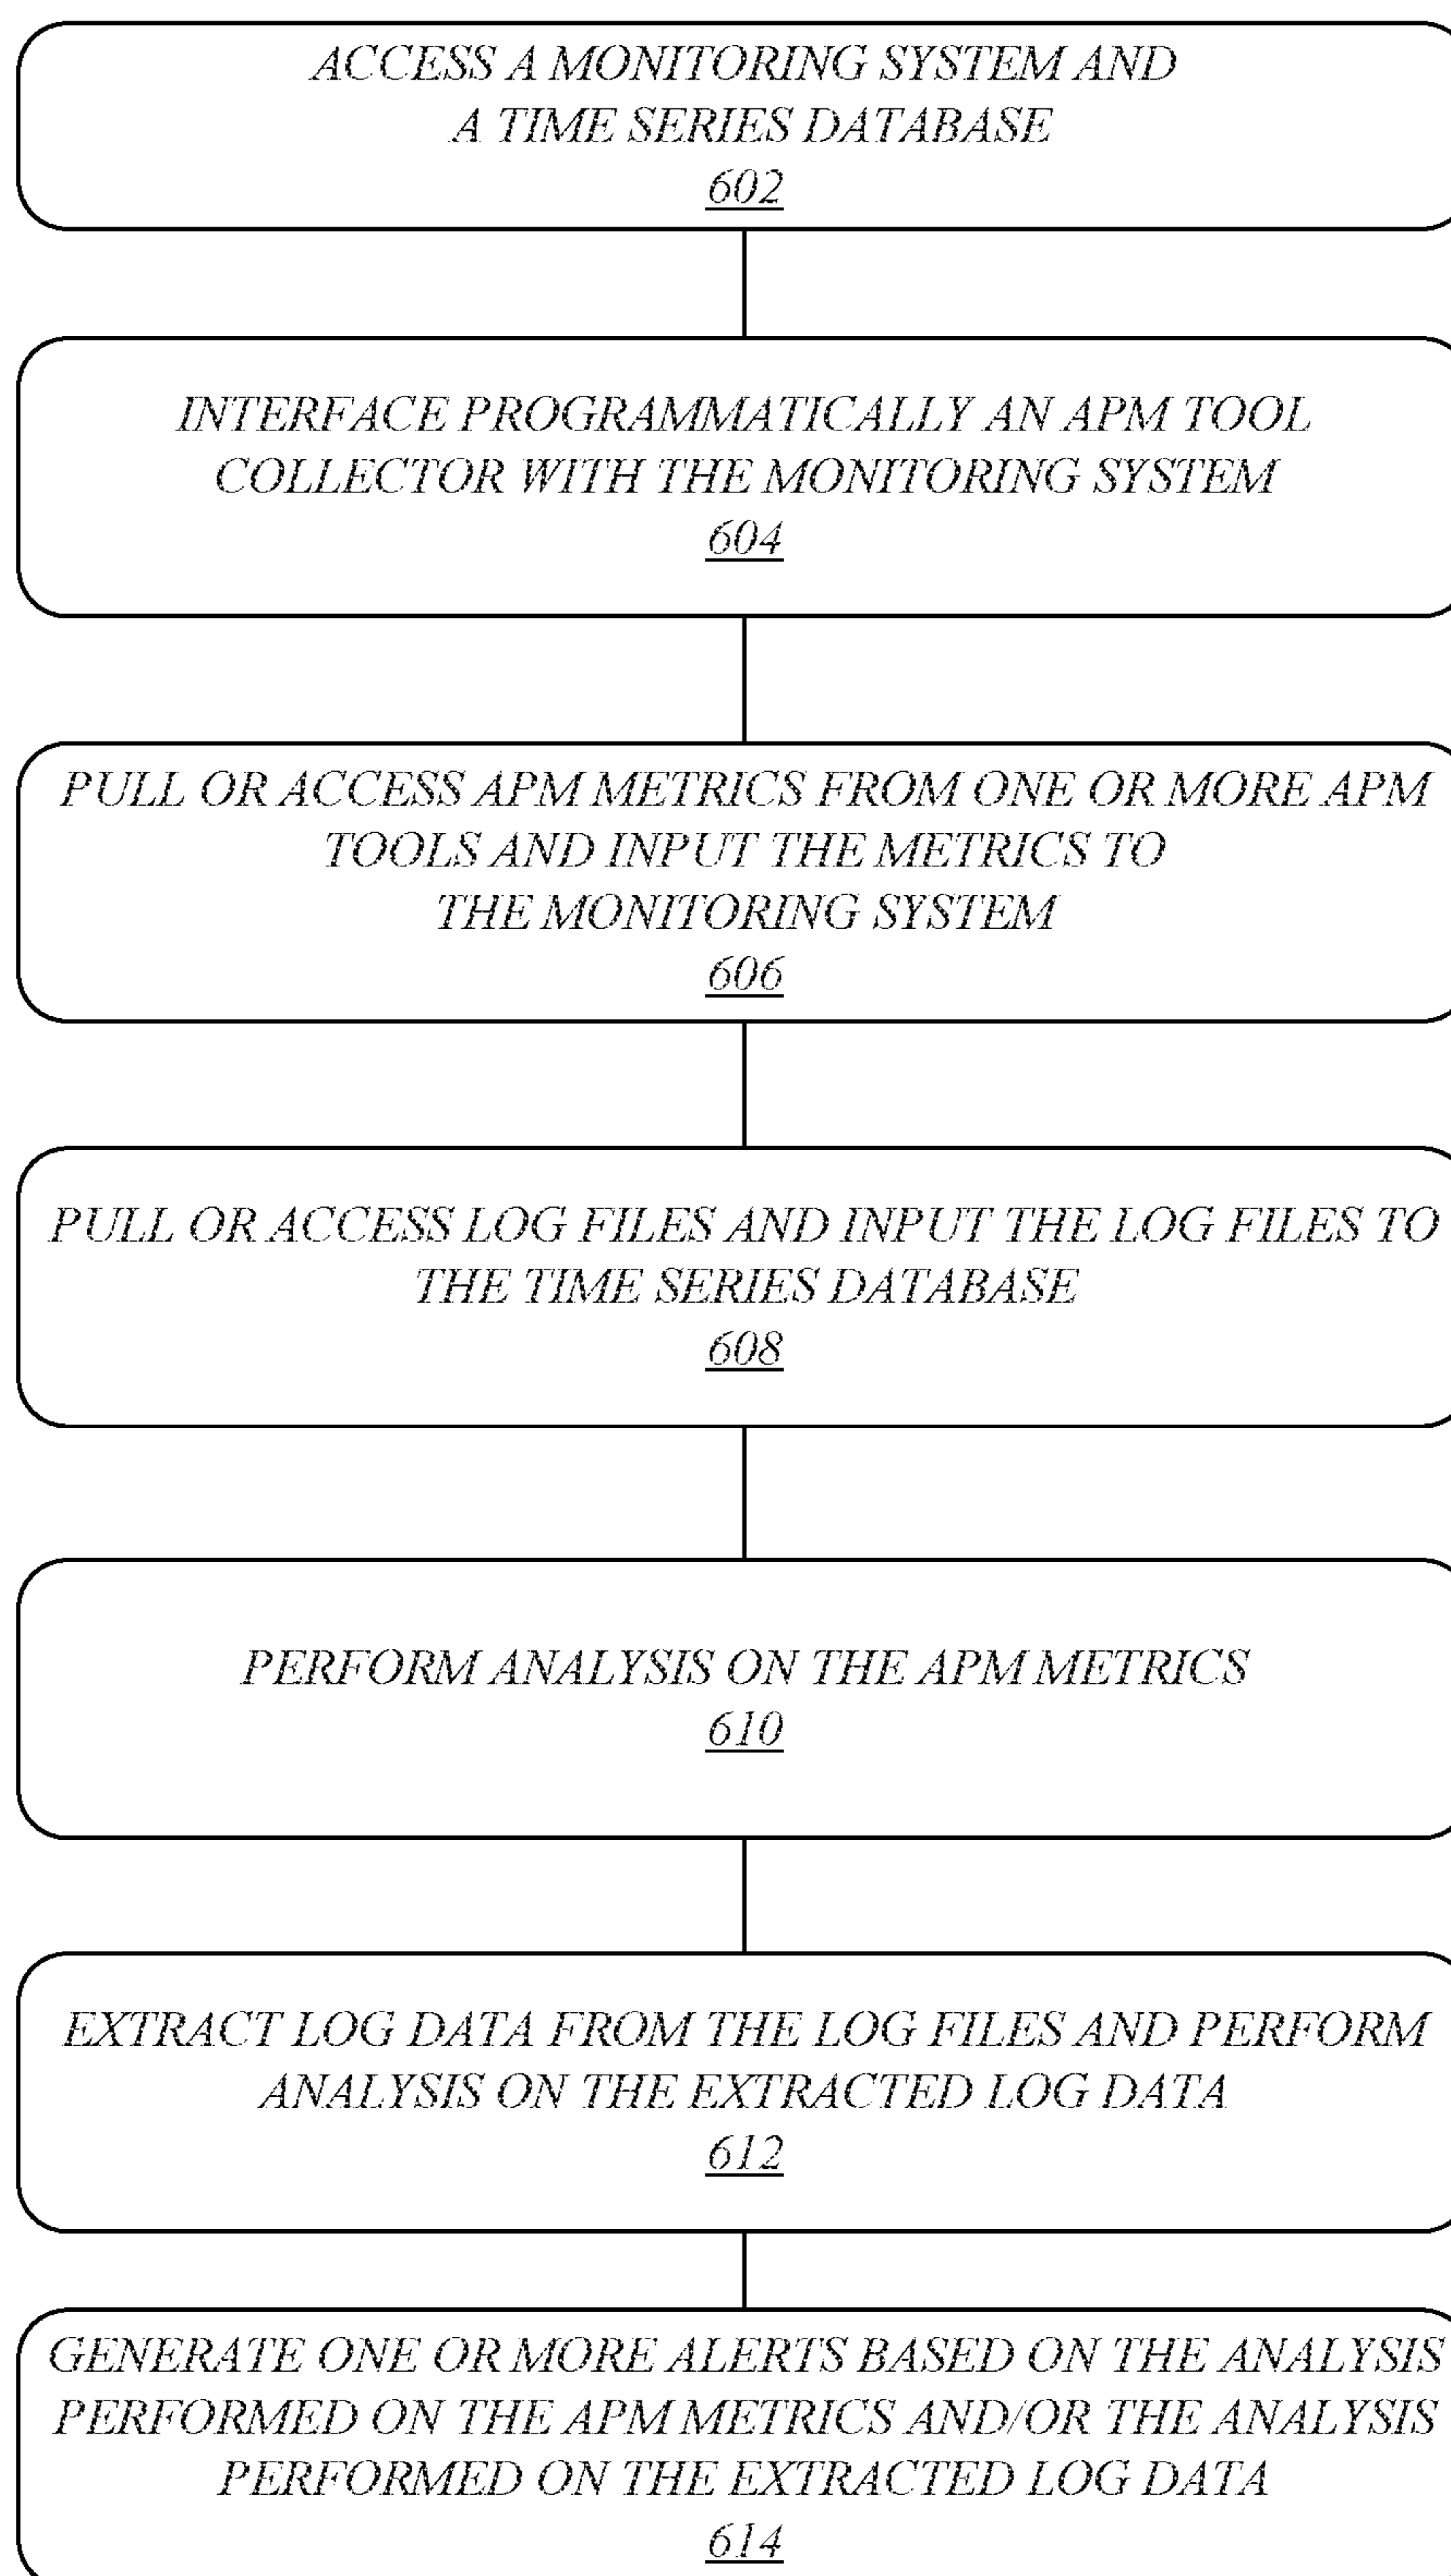 ACCESS A MONITORING SYSTEM AND
A TIME SERIES DATABASE
602
INTERFACE PROGRAMMATICALLY AN APM TOOL
COLLECTOR WITH THE MONITORING SYSTEM
604
PULL OR ACCESS APM METRICS FROM ONE OR MORE APM
TOOLS AND INPUT THE METRICS TO
THE MONITORING SYSTEM
606
PULL OR ACCESS LOG FILES AND INPUT THE LOG FILES TO
THE TIME SERIES DATABASE
608
PERFORM ANALYSIS ON THE APM METRICS
610
EXTRACT LOG DATA FROM THE LOG FILES AND PERFORM
ANALYSIS ON THE EXTRACTED LOG DATA
612
GENERATE ONE OR MORE ALERTS BASED ON THE ANALYSIS
PERFORMED ON THE APM METRICS AND/OR THE ANALYSIS
PERFORMED ON THE EXTRACTED LOG DATA
614